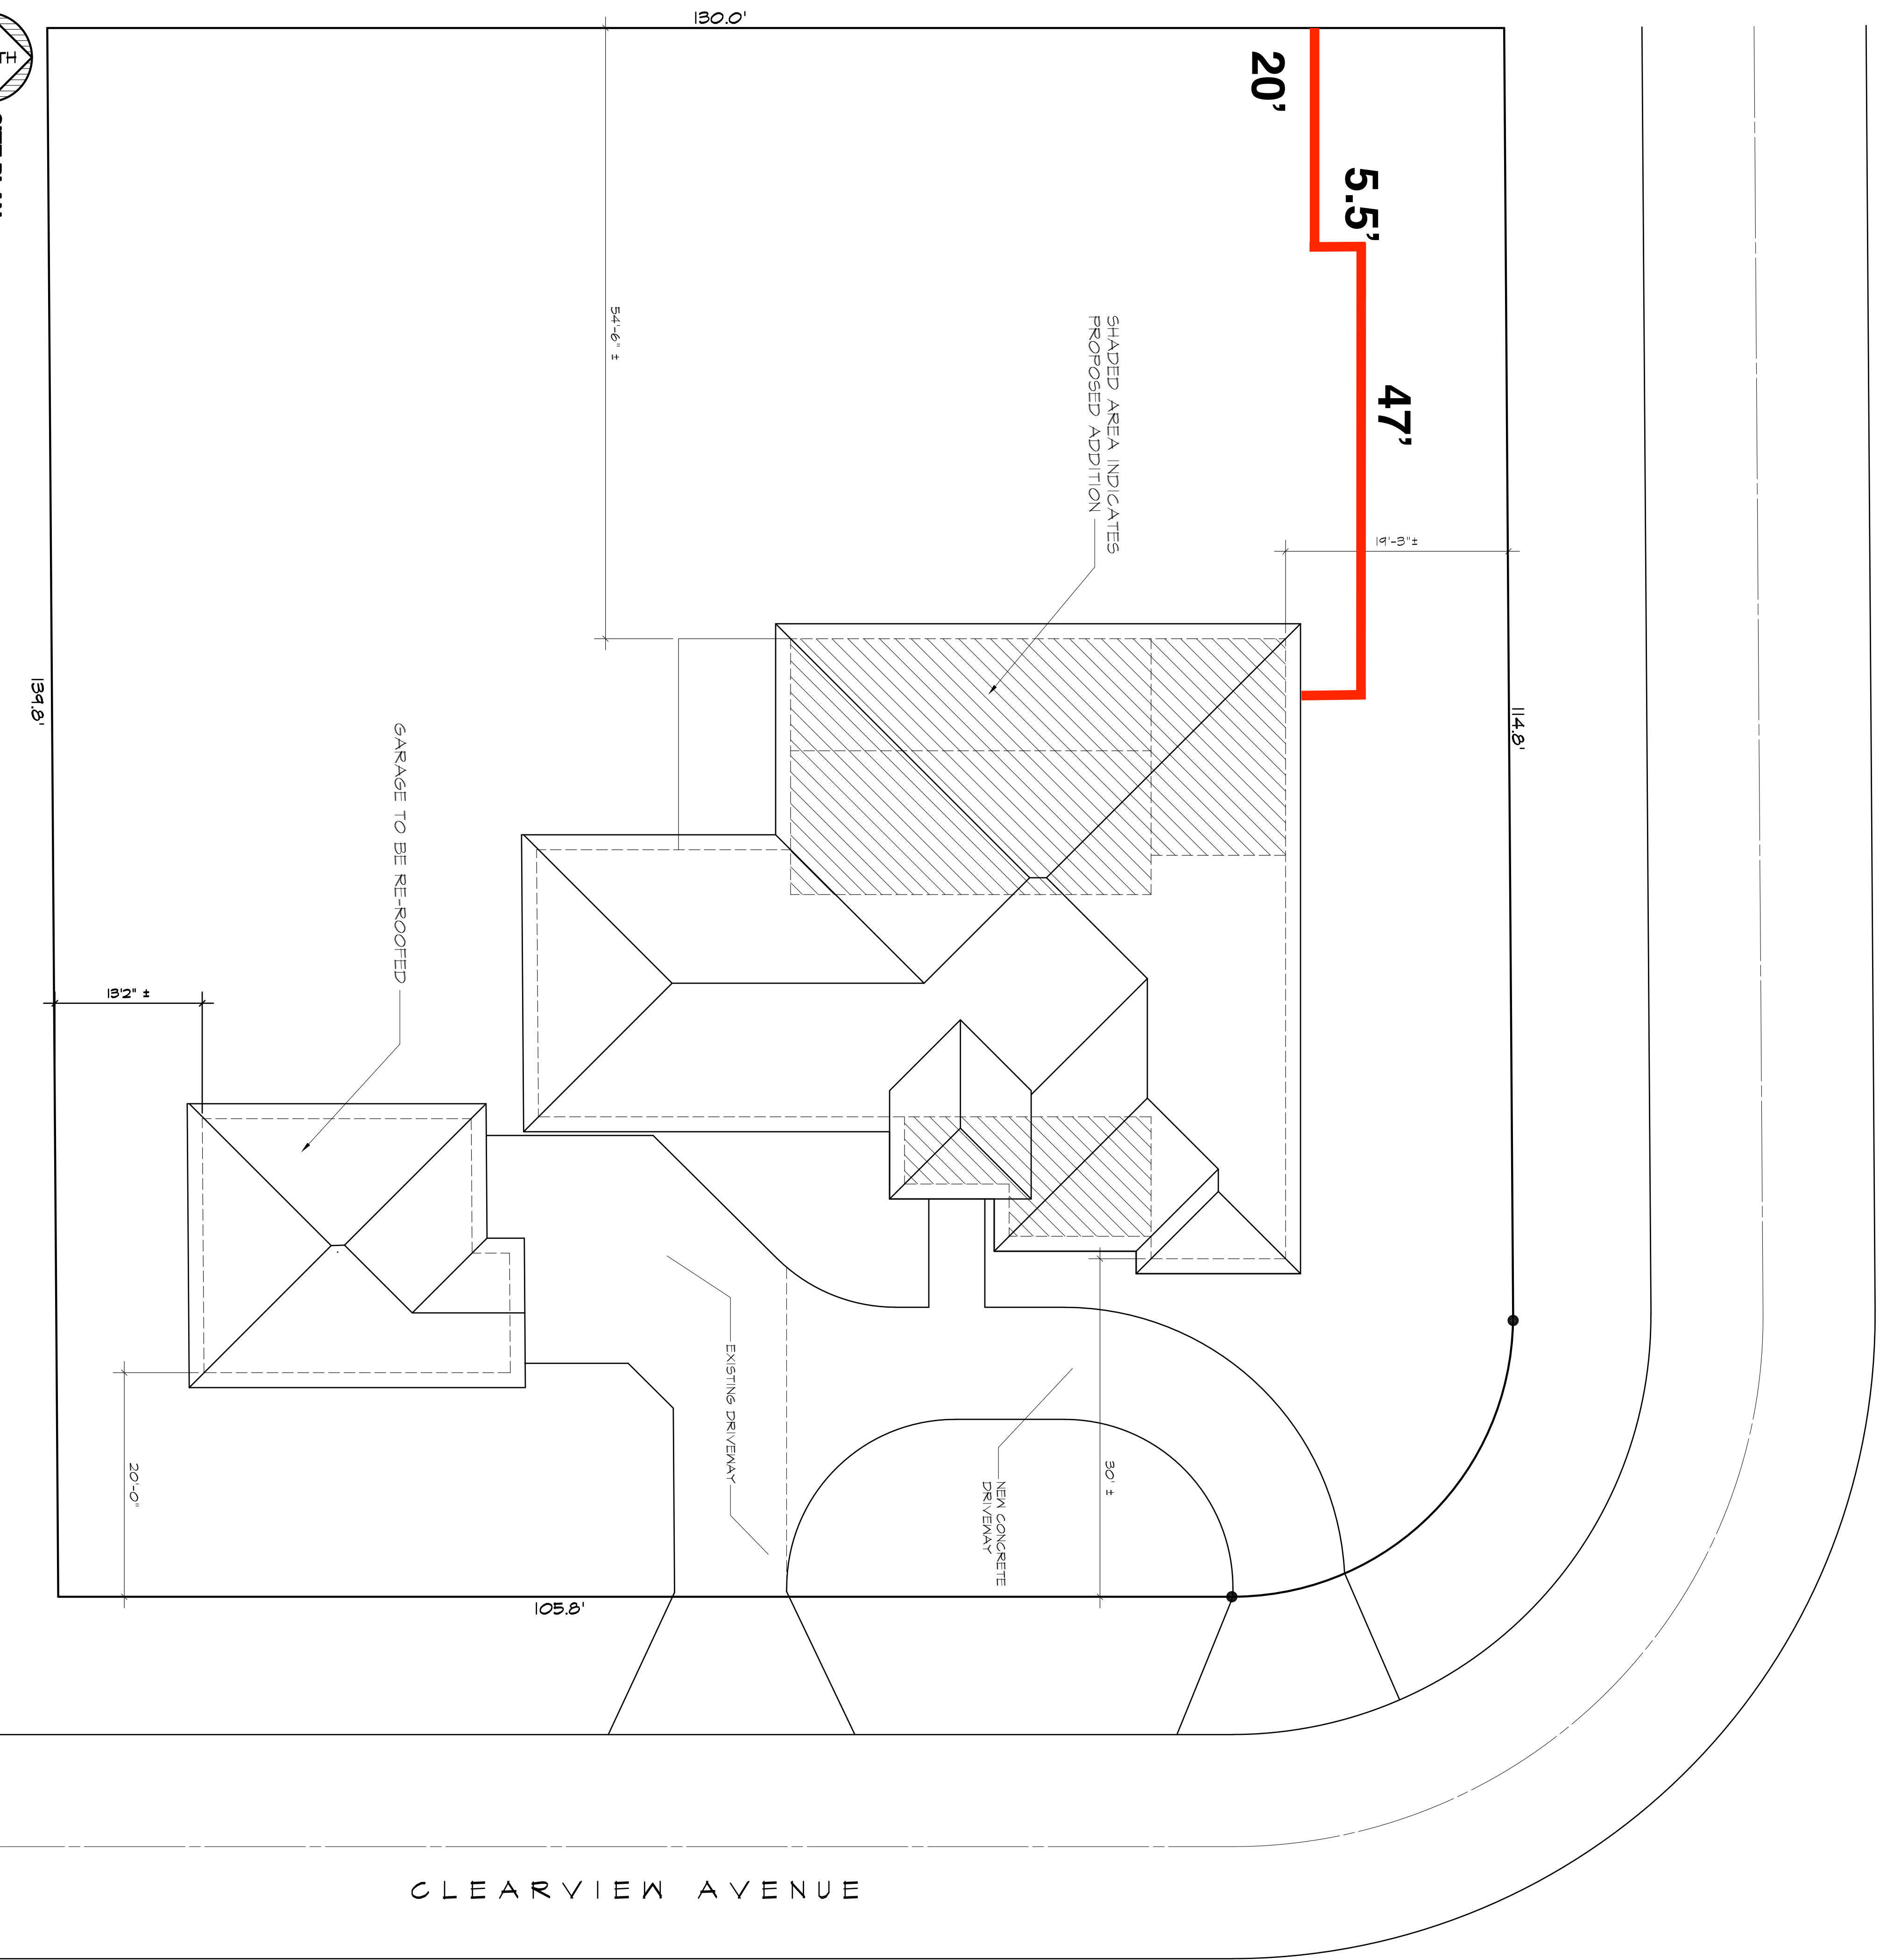 130.0'
20’
5.5’
47’
54'-6" ±
SHADED AREA INDICATES
PROPOSED ADDITION
19'-3"±
139.8'
114.8'
GARAGE TO BE RE-ROOFED
13'2" ±
EXISTING DRIVEWAY
NEW CONCRETE
DRIVEWAY
30' ±
20'-0"
105.8'
CLEARVIEW AVENUE